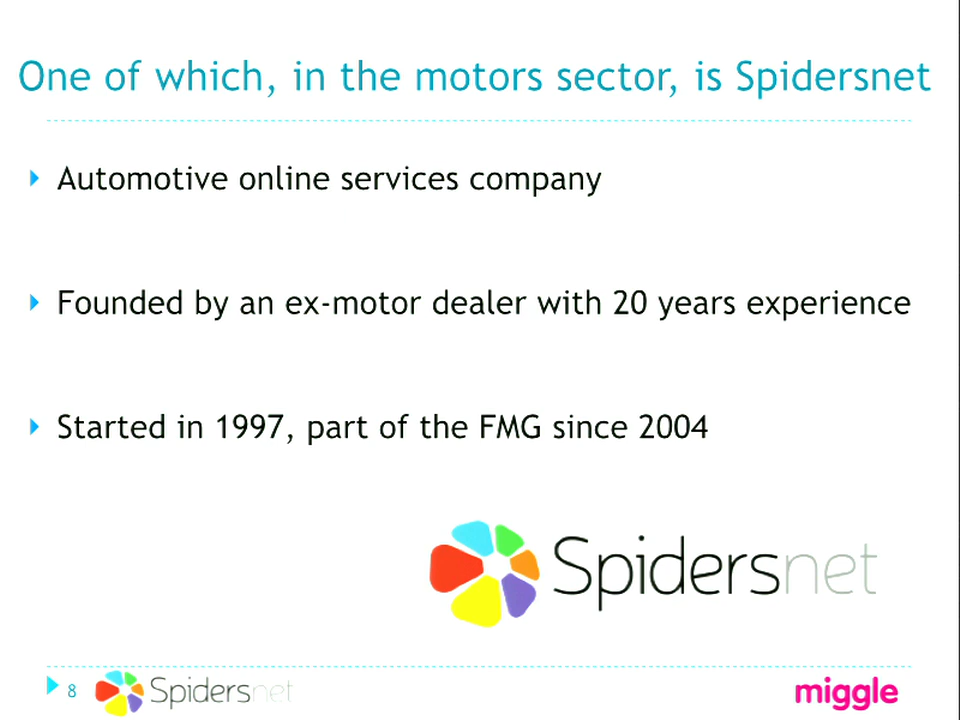 One of which, in the motors sector, is Spidersnet
Automotive online services company
Founded by an ex-motor dealer with 20 years experience
Started in 1997, part of the FMG since 2004
Spidersnet
8
Spidersnet
miggle